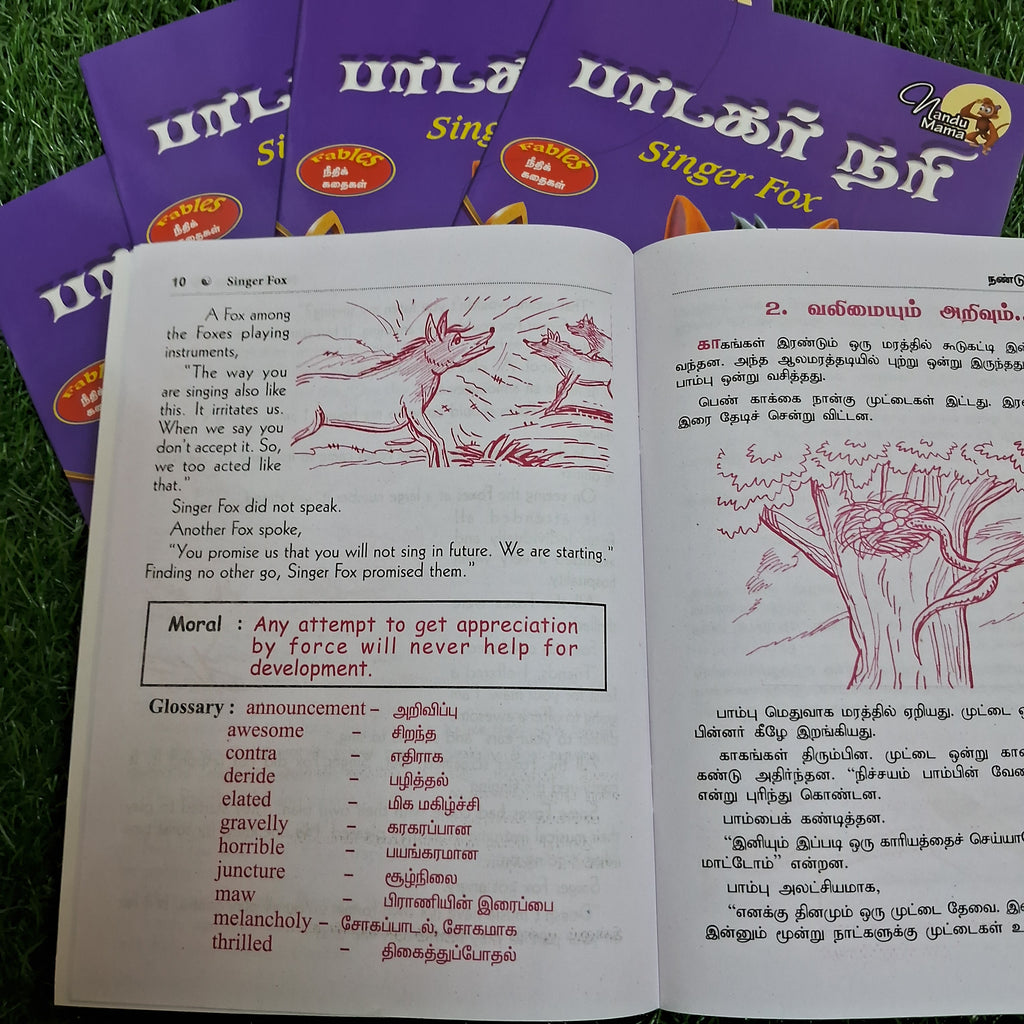 பாடகர் நரி
Singer Fox
Nandu
Mama
Fables
நீதிக்
கதைகள்
Fables
நீதிக்
கதைகள்
Fables
நீதிக்
Fables
10 Singer Fox
A Fox among
the Foxes playing
instruments,
"The way you
are singing also like
this. It irritates us.
When we say you
don't accept it. So,
we too acted like
that."
Singer Fox did not speak.
Another Fox spoke,
"You promise us that you will not sing in future. We are starting."
Finding no other go, Singer Fox promised them."
Moral : Any attempt to get appreciation
by force will never help for
development.
Glossary : announcement – அறிவிப்பு
awesome – சிறந்த
contra – எதிராக
deride – பழித்தல்
elated – மிக மகிழ்ச்சி
gravelly – கரகரப்பான
horrible – பயங்கரமான
juncture – சூழ்நிலை
maw – பிராணியின் இரைப்பை
melancholy – சோகப்பாடல், சோகமாக
thrilled – திகைத்துப்போதல்
2. வலிமையும் அறிவும்..
காகங்கள் இரண்டும் ஒரு மரத்தில் கூடுகட்டி
வந்தன. அந்த ஆலமரத்தடியில் புற்று ஒன்று இருந்தது
பாம்பு ஒன்று வசித்தது.
பெண் காக்கை நான்கு முட்டைகள் இட்டது.
இரை தேடிச் சென்று விட்டன.
பாம்பு மெதுவாக மரத்தில் ஏறியது. முட்டை
பின்னர் கீழே இறங்கியது.
காகங்கள் திரும்பின. முட்டை ஒன்று
கண்டு அதிர்ந்தன. “நிச்சயம் பாம்பின்
என்று புரிந்து கொண்டன.
பாம்பைக் கண்டித்தன.
“இனியும் இப்படி ஒரு காரியத்தைச்
மாட்டோம்” என்றன.
பாம்பு அலட்சியமாக,
“எனக்கு தினமும் ஒரு முட்டை தேவை.
இன்னும் மூன்று நாட்களுக்கு முட்டைகள்